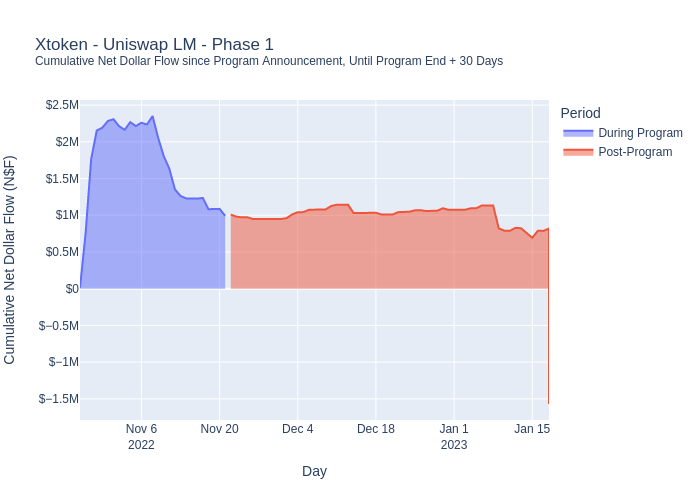 Xtoken - Uniswap LM - Phase 1
Cumulative Net Dollar Flow since Program Announcement, Until Program End + 30 Days
Period
During Program
Post-Program
Cumulative Net Dollar Flow (N$F)
$2.5M
$2M
$1.5M
$1M
$0.5M
$0
$−0.5M
$−1M
$−1.5M
Nov 6
2022
Nov 20
Dec 4
Dec 18
Jan 1
2023
Jan 15
Day